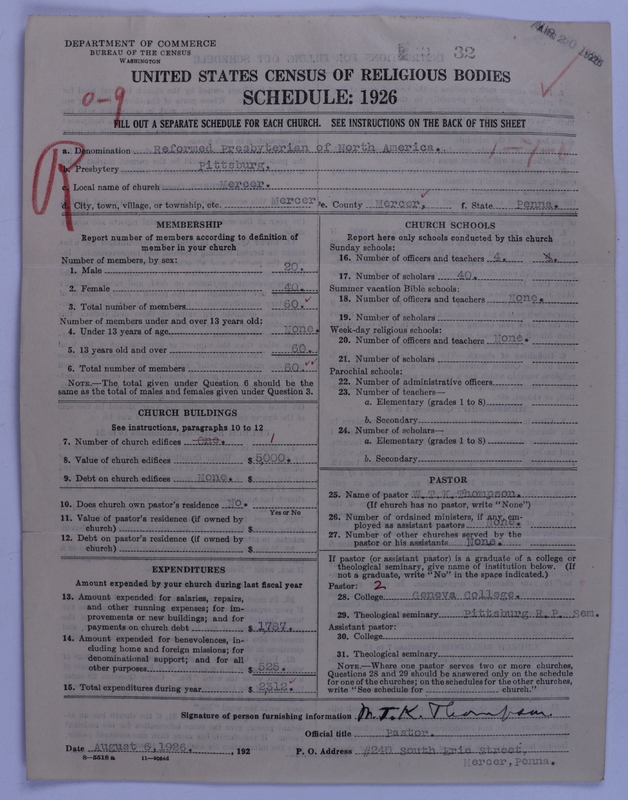 DEPARTMENT OF COMMERCE
BUREAU OF THE CENSUS
WASHINGTON
32
UNITED STATES CENSUS OF RELIGIOUS BODIES
SCHEDULE: 1926
0-9
FILL OUT A SEPARATE SCHEDULE FOR EACH CHURCH. SEE INSTRUCTIONS ON THE BACK OF THIS SHEET
R
a. Denomination Reformed Presbyterian of North America.
b. Presbytery Pittsburg.
c. Local name of church Mercer.
d. City, town, village, or township, etc. Mercer e. County Mercer, f. State Penna.
MEMBERSHIP
Report number of members according to definition of member in your church
Number of members, by sex:
1. Male 20.
2. Female 40.
3. Total number of members 60.
Number of members under and over 13 years old:
4. Under 13 years of age None.
5. 13 years old and over 60.
6. Total number of members 60.
NOTE.—The total given under Question 6 should be the
same as the total of males and females given under Question 3.
CHURCH BUILDINGS
See instructions, paragraphs 10 to 12
7. Number of church edifices one. 1
8. Value of church edifices $ 5000.
9. Debt on church edifices None. $
10. Does church own pastor's residence No.
Yes or No
11. Value of pastor's residence (if owned by
church) $
12. Debt on pastor's residence (if owned by
church) $
EXPENDITURES
Amount expended by your church during last fiscal year
13. Amount expended for salaries, repairs,
and other running expenses; for im-
provements or new buildings; and for
payments on church debt $ 1787.
14. Amount expended for benevolences, in-
cluding home and foreign missions; for
denominational support; and for all
other purposes $ 525.
15. Total expenditures during year $ 2312.
CHURCH SCHOOLS
Report here only schools conducted by this church
Sunday schools:
16. Number of officers and teachers 4.
17. Number of scholars 40.
Summer vacation Bible schools:
18. Number of officers and teachers None.
19. Number of scholars
Week-day religious schools:
20. Number of officers and teachers None.
21. Number of scholars
Parochial schools:
22. Number of administrative officers
23. Number of teachers—
a. Elementary (grades 1 to 8)
b. Secondary
24. Number of scholars—
a. Elementary (grades 1 to 8)
b. Secondary
PASTOR
25. Name of pastor Thompson.
(If church has no pastor, write "None")
26. Number of ordained ministers, if any, em-
ployed as assistant pastors None.
27. Number of other churches served by the
pastor or his assistants None.
If pastor (or assistant pastor) is a graduate of a college or
theological seminary, give name of institution below. (If
not a graduate, write "No" in the space indicated.)
Pastor: 2
28. College Geneva College.
29. Theological seminary Pittsburg R.P. Sem.
Assistant pastor:
30. College
31. Theological seminary
NOTE.—Where one pastor serves two or more churches,
Questions 28 and 29 should be answered only on the schedule
for one of the churches; on the schedules for the other churches,
write "See schedule for church."
Signature of person furnishing information M.T.K. Thompson.
Official title Pastor.
Date August 6,1926. , 192 P. O. Address #240 South Erie Street,
Mercer, Penna.
8-5518 a